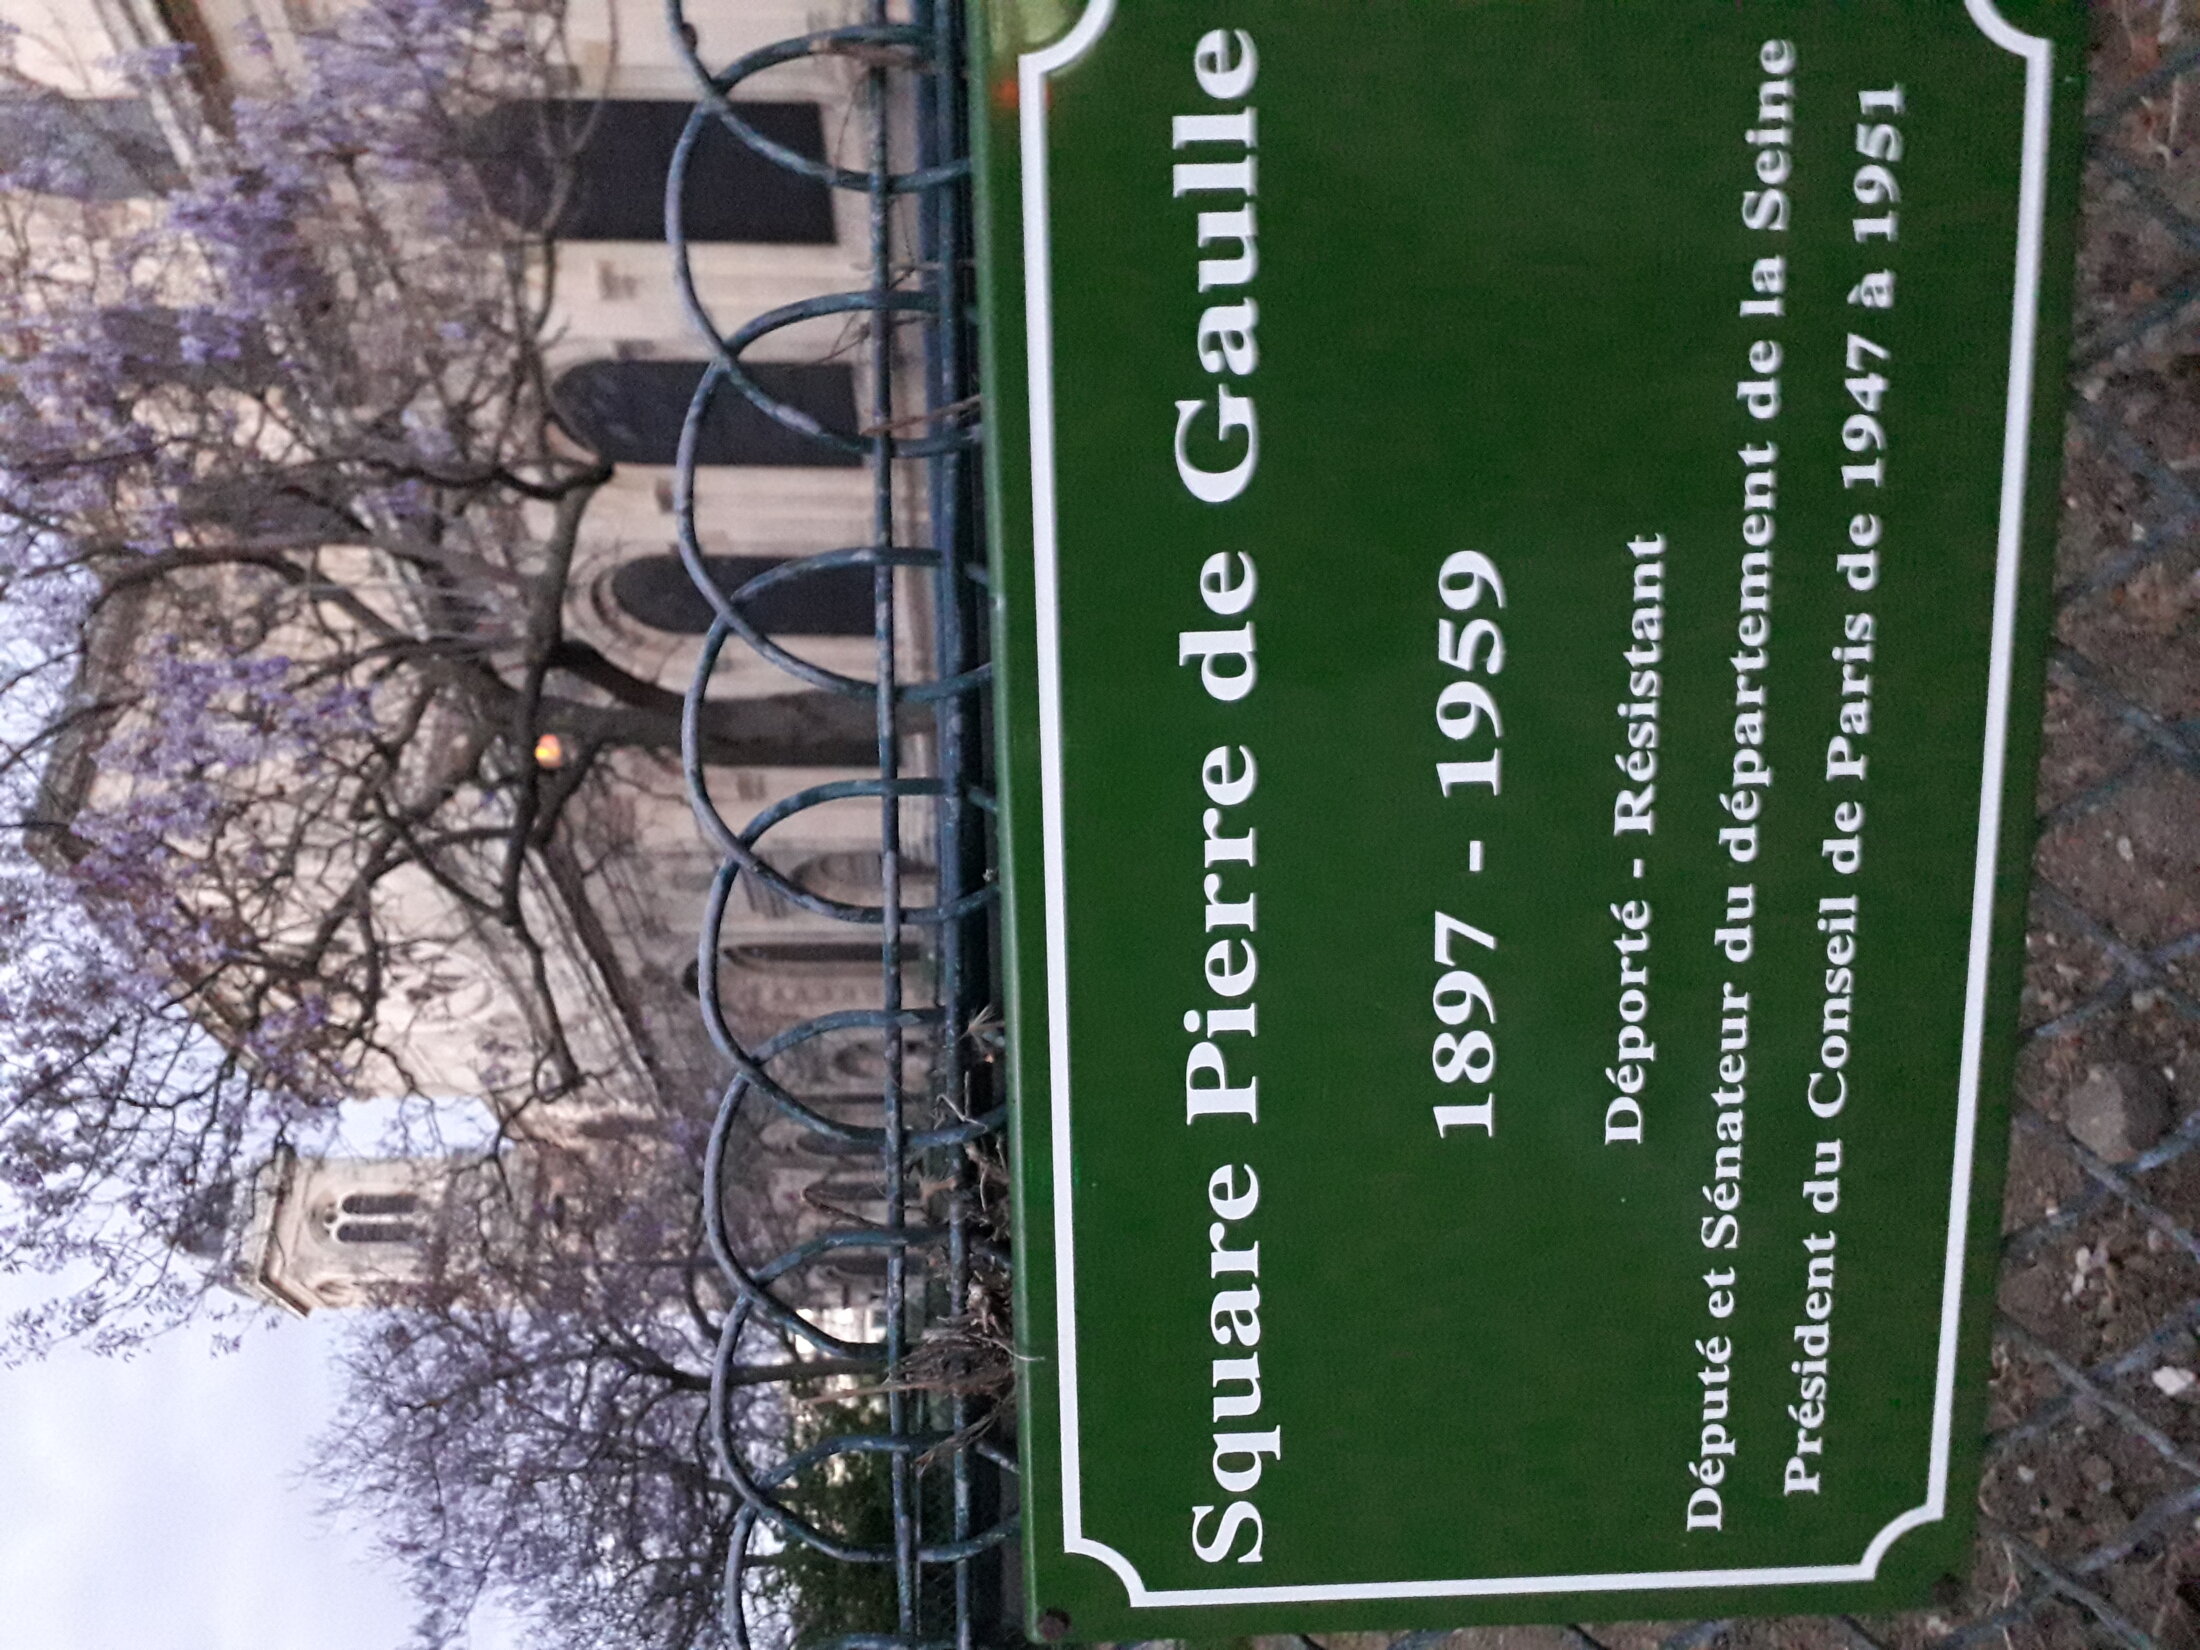 Square Pierre de Gaulle
1897 - 1959
Déporté - Résistant
Député et Sénateur du département de la Seine
Président du Conseil de Paris de 1947 à 1951